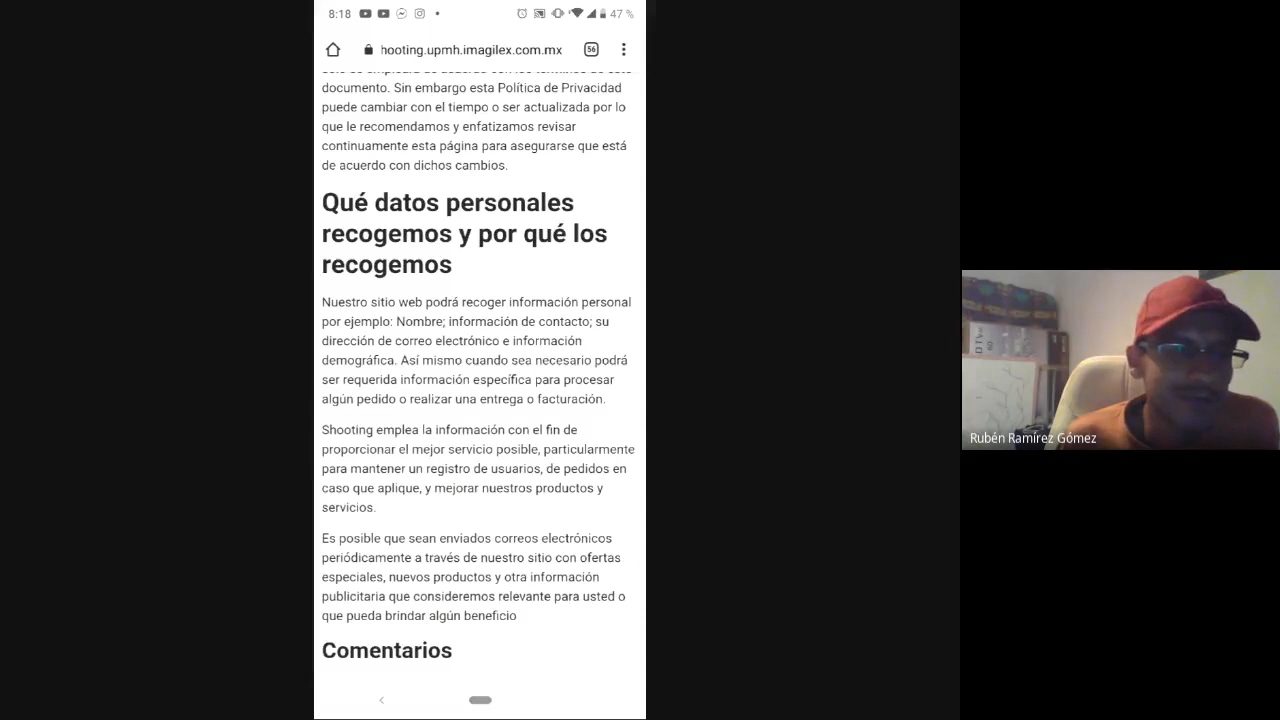 8:18
47 %
hooting.upmh.imagilex.com.mx
56
documento. Sin embargo esta Política de Privacidad
puede cambiar con el tiempo o ser actualizada por lo
que le recomendamos y enfatizamos revisar
continuamente esta página para asegurarse que está
de acuerdo con dichos cambios.
Qué datos personales
recogemos y por qué los
recogemos
Nuestro sitio web podrá recoger información personal
por ejemplo: Nombre; información de contacto; su
dirección de correo electrónico e información
demográfica. Así mismo cuando sea necesario podrá
ser requerida información específica para procesar
algún pedido o realizar una entrega o facturación.
Shooting emplea la información con el fin de
proporcionar el mejor servicio posible, particularmente
para mantener un registro de usuarios, de pedidos en
caso que aplique, y mejorar nuestros productos y
servicios.
Es posible que sean enviados correos electrónicos
periódicamente a través de nuestro sitio con ofertas
especiales, nuevos productos y otra información
publicitaria que consideremos relevante para usted o
que pueda brindar algún beneficio
Comentarios
Rubén Ramírez Gómez